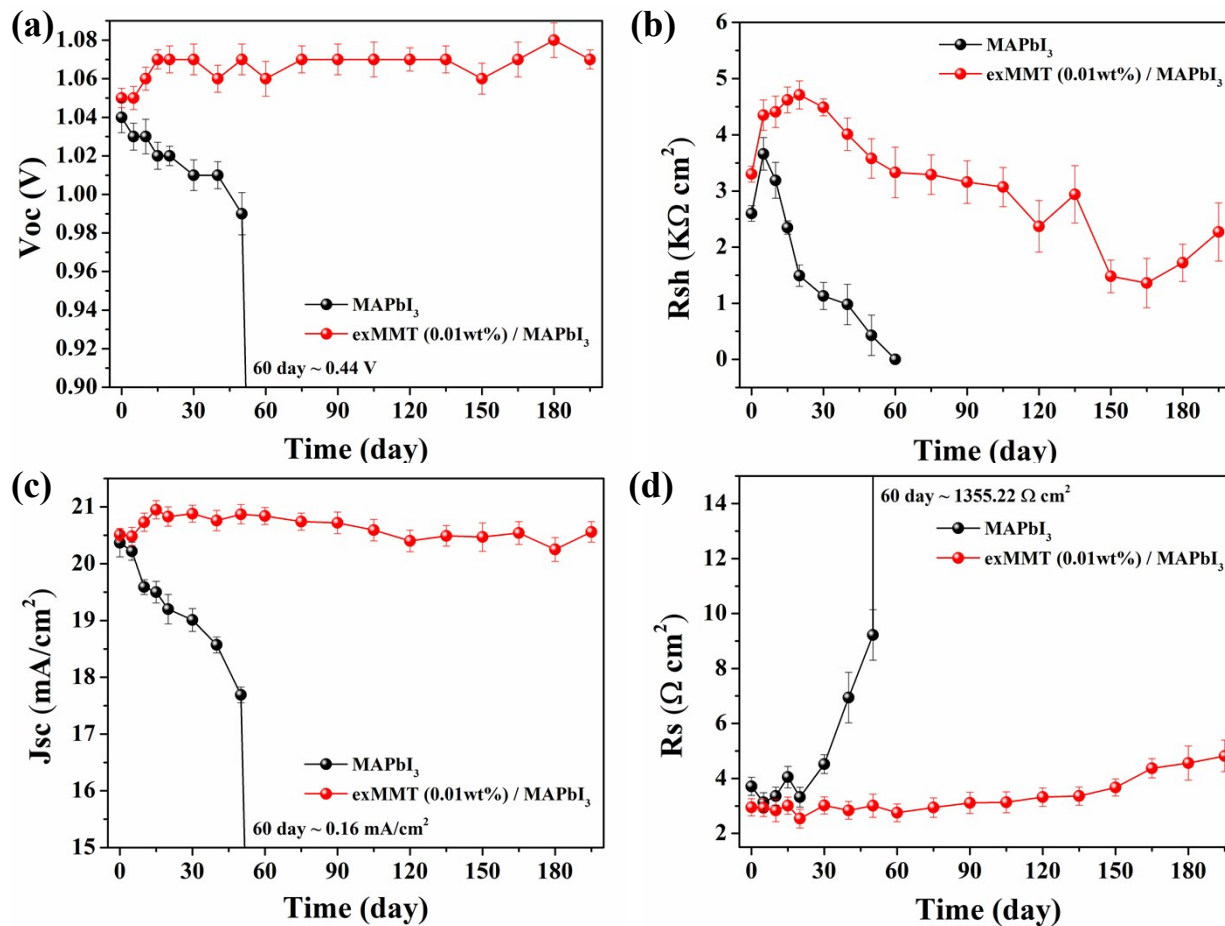 (a)
1.08
1.06
1.04
1.02
1.00
0.98
0.96
0.94
0.92
0.90
Voc (V)
MAPbI₃
exMMT (0.01wt%) / MAPbI₃
60 day ~ 0.44 V
0 30 60 90 120 150 180
Time (day)
(b)
6
5
4
3
2
1
0
Rsh (KΩ cm²)
MAPbI₃
exMMT (0.01wt%) / MAPbI₃
0 30 60 90 120 150 180
Time (day)
(c)
21
20
19
18
17
16
15
Jsc (mA/cm²)
MAPbI₃
exMMT (0.01wt%) / MAPbI₃
60 day ~ 0.16 mA/cm²
0 30 60 90 120 150 180
Time (day)
(d)
14
12
10
8
6
4
2
Rs (Ω cm²)
60 day ~ 1355.22 Ω cm²
MAPbI₃
exMMT (0.01wt%) / MAPbI₃
0 30 60 90 120 150 180
Time (day)